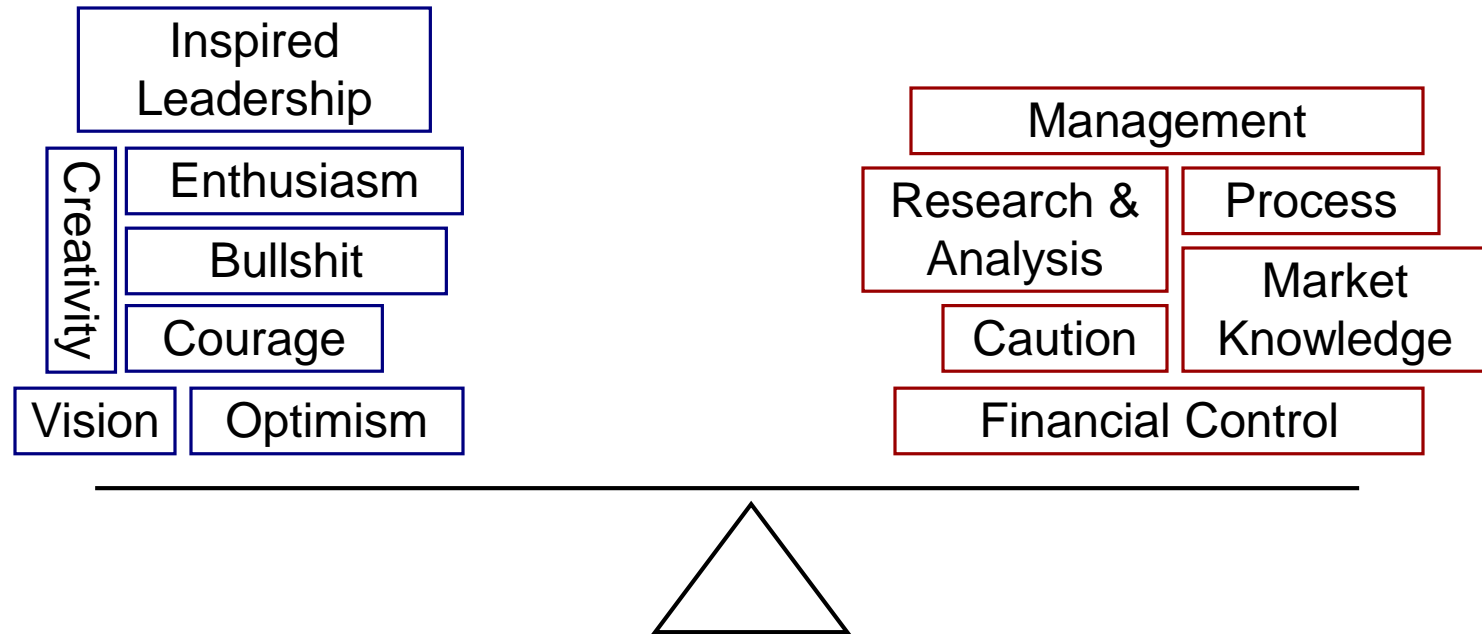 Inspired
Leadership
Creativity
Enthusiasm
Bullshit
Courage
Vision
Optimism
Management
Research &
Analysis
Process
Market
Knowledge
Caution
Financial Control